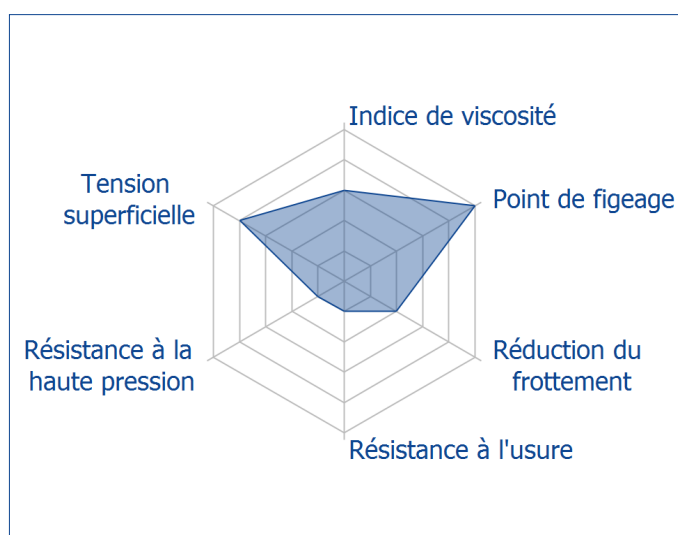 Indice de viscosité
Tension
superficielle
Point de figeage
Résistance à la
haute pression
Réduction du
frottement
Résistance à l'usure